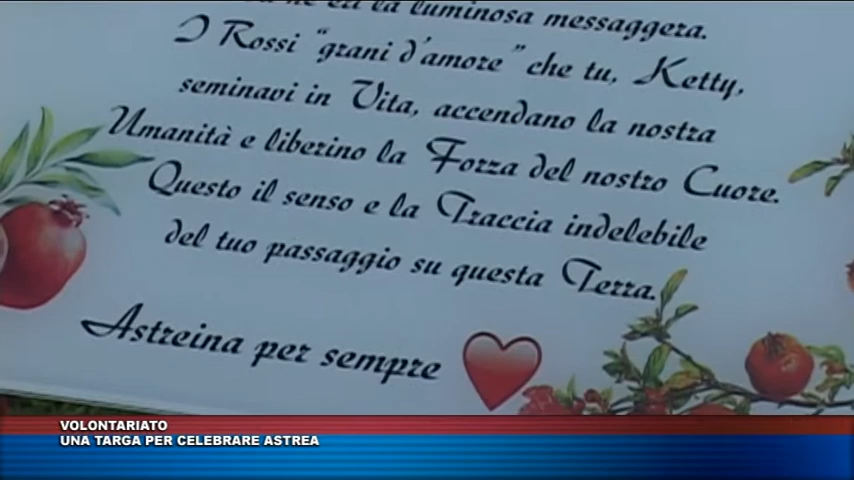 luminosa messaggera.
I Rossi “grani d’amore” che tu, Ketty,
seminavi in Vita, accendano la nostra
Umanità e liberino la Forza del nostro Cuore.
Questo il senso e la Traccia indelebile
del tuo passaggio su questa Terra.
Astreina per sempre
VOLONTARIATO
UNA TARGA PER CELEBRARE ASTREA